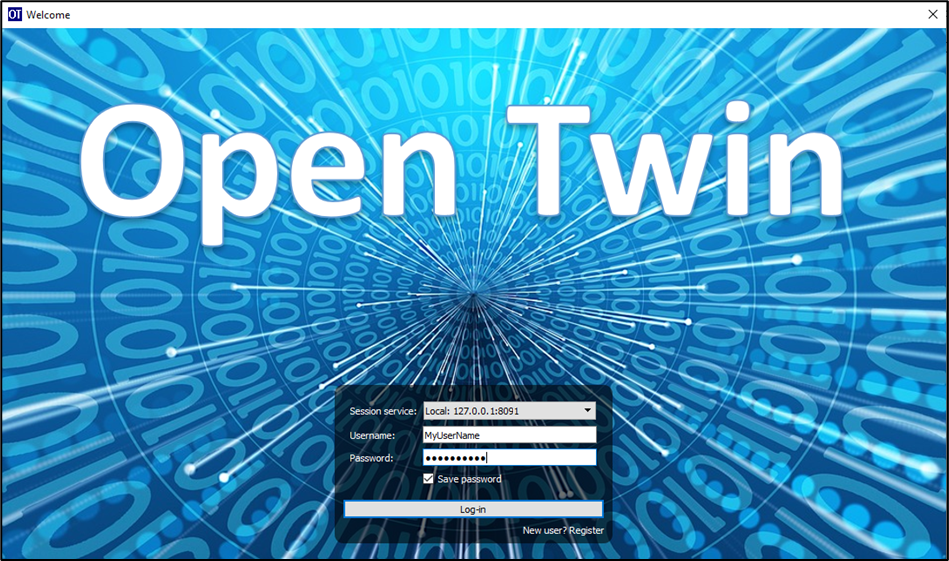 OT Welcome
Open Twin
Session service: Local: 127.0.0.1:8091
Username: MyUserName
Password: ●●●●●●●●●●
Save password
Log-in
New user? Register